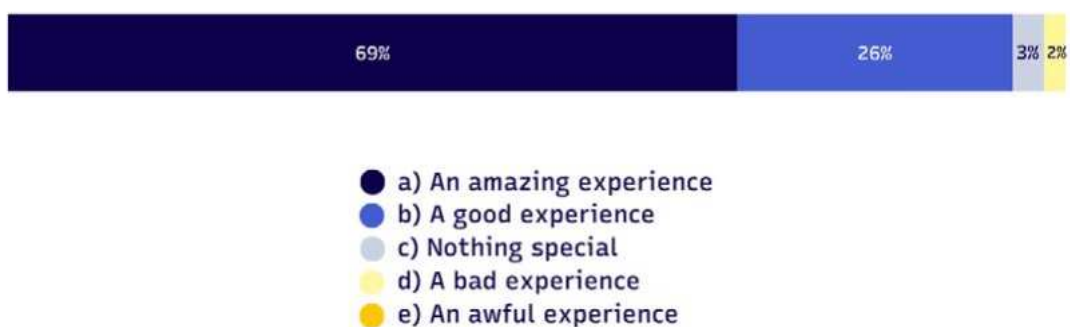 69% 26% 3% 2%
a) An amazing experience
b) A good experience
c) Nothing special
d) A bad experience
e) An awful experience